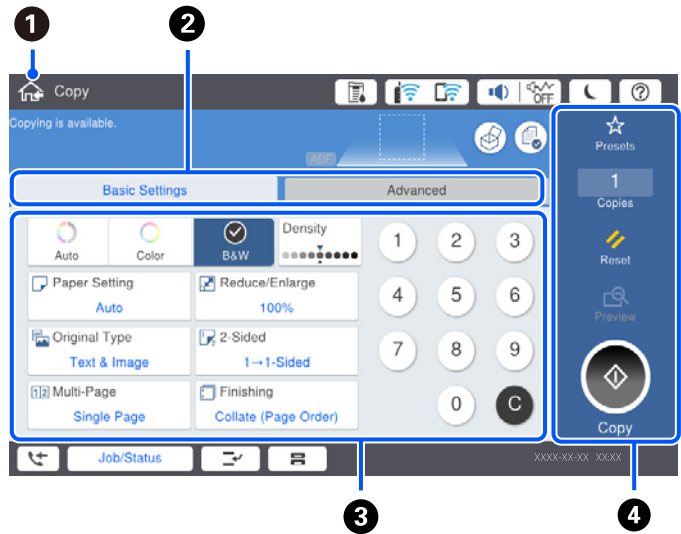 1
2
Copy
OFF
?
Copying is available.
ADF
Presets
Basic Settings
Advanced
1
Copies
Auto
Color
B&W
Density
1
2
3
Reset
Paper Setting
Auto
Reduce/Enlarge
100%
4
5
6
Preview
Original Type
Text & Image
2-Sided
1→1-Sided
7
8
9
1 2 Multi-Page
Single Page
Finishing
Collate (Page Order)
0
C
Copy
Job/Status
XXXX-XX-XX XX:XX
3
4